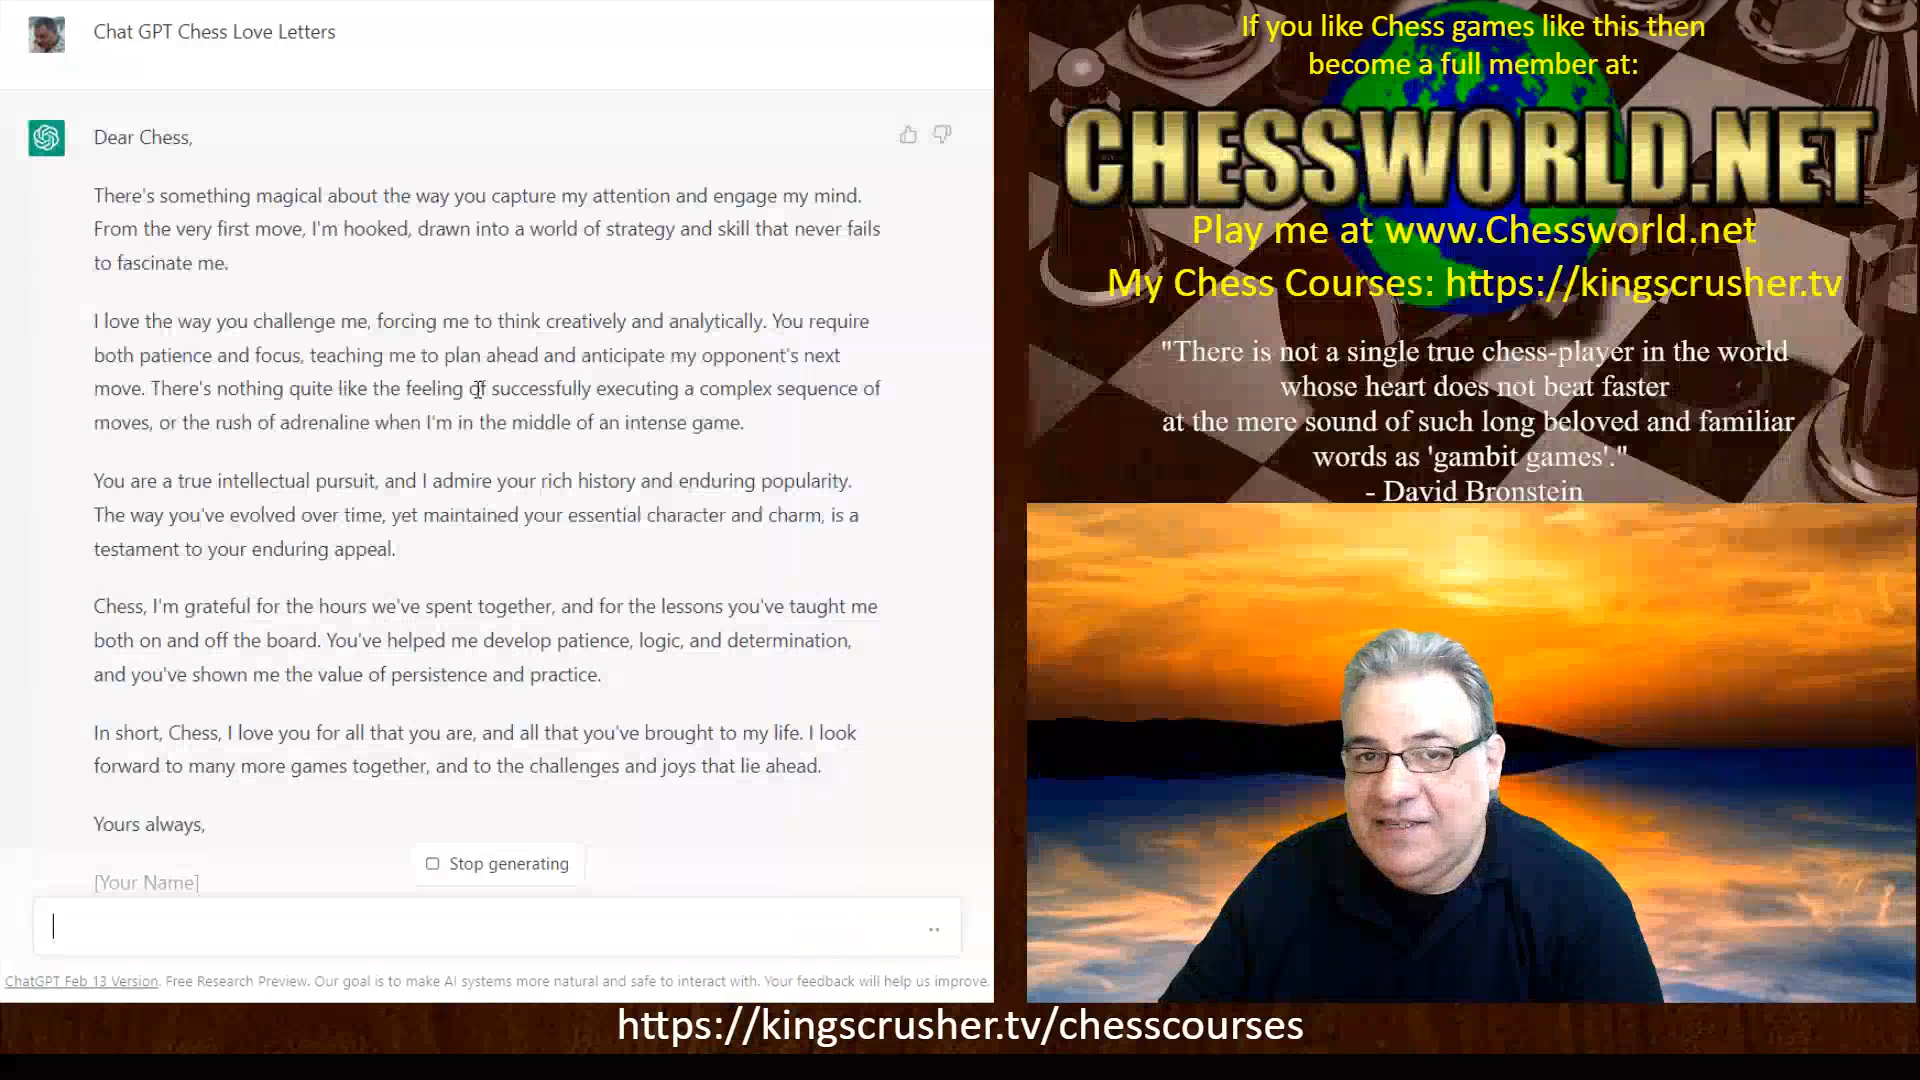 Chat GPT Chess Love Letters
Dear Chess,
There's something magical about the way you capture my attention and engage my mind.
From the very first move, I'm hooked, drawn into a world of strategy and skill that never fails
to fascinate me.
I love the way you challenge me, forcing me to think creatively and analytically. You require
both patience and focus, teaching me to plan ahead and anticipate my opponent's next
move. There's nothing quite like the feeling of successfully executing a complex sequence of
moves, or the rush of adrenaline when I'm in the middle of an intense game.
You are a true intellectual pursuit, and I admire your rich history and enduring popularity.
The way you've evolved over time, yet maintained your essential character and charm, is a
testament to your enduring appeal.
Chess, I'm grateful for the hours we've spent together, and for the lessons you've taught me
both on and off the board. You've helped me develop patience, logic, and determination,
and you've shown me the value of persistence and practice.
In short, Chess, I love you for all that you are, and all that you've brought to my life. I look
forward to many more games together, and to the challenges and joys that lie ahead.
Yours always,
[Your Name]
Stop generating
ChatGPT Feb 13 Version. Free Research Preview. Our goal is to make AI systems more natural and safe to interact with. Your feedback will help us improve.
If you like Chess games like this then
become a full member at:
CHESSWORLD.NET
Play me at www.Chessworld.net
My Chess Courses: https://kingscrusher.tv
"There is not a single true chess-player in the world
whose heart does not beat faster
at the mere sound of such long beloved and familiar
words as 'gambit games'."
- David Bronstein
https://kingscrusher.tv/chesscourses